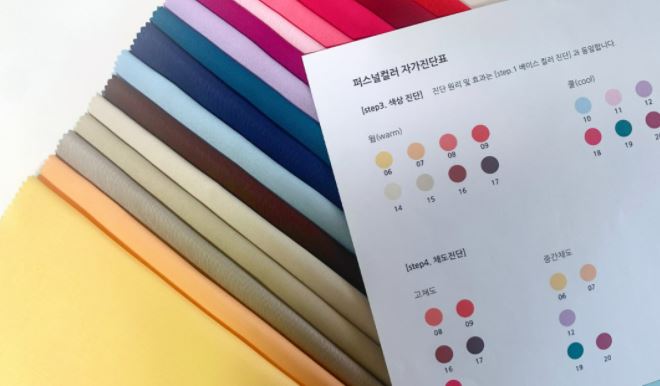 퍼스널컬러 자가진단표
[step3. 색상 진단] 진단 원리 및 효과는 [step.1 베이스 컬러 진단] 과 동일합니다.
웜(warm)
06 07 08 09
14 15 16 17
쿨(cool)
10 11 12
18 19 20
[step4. 채도진단]
고채도
08 09
16 17
중간채도
06 07
12
19 20